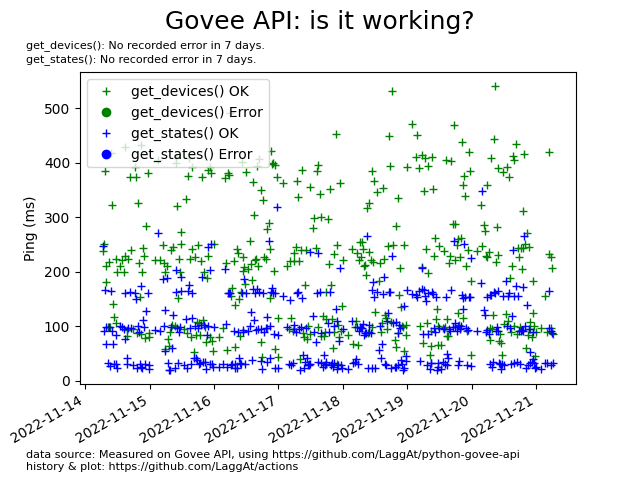 Govee API: is it working?
get_devices(): No recorded error in 7 days.
get_states(): No recorded error in 7 days.
get_devices() OK
get_devices() Error
get_states() OK
get_states() Error
Ping (ms)
500
400
300
200
100
0
2022-11-14
2022-11-15
2022-11-16
2022-11-17
2022-11-18
2022-11-19
2022-11-20
2022-11-21
data source: Measured on Govee API, using https://github.com/LaggAt/python-govee-api
history & plot: https://github.com/LaggAt/actions